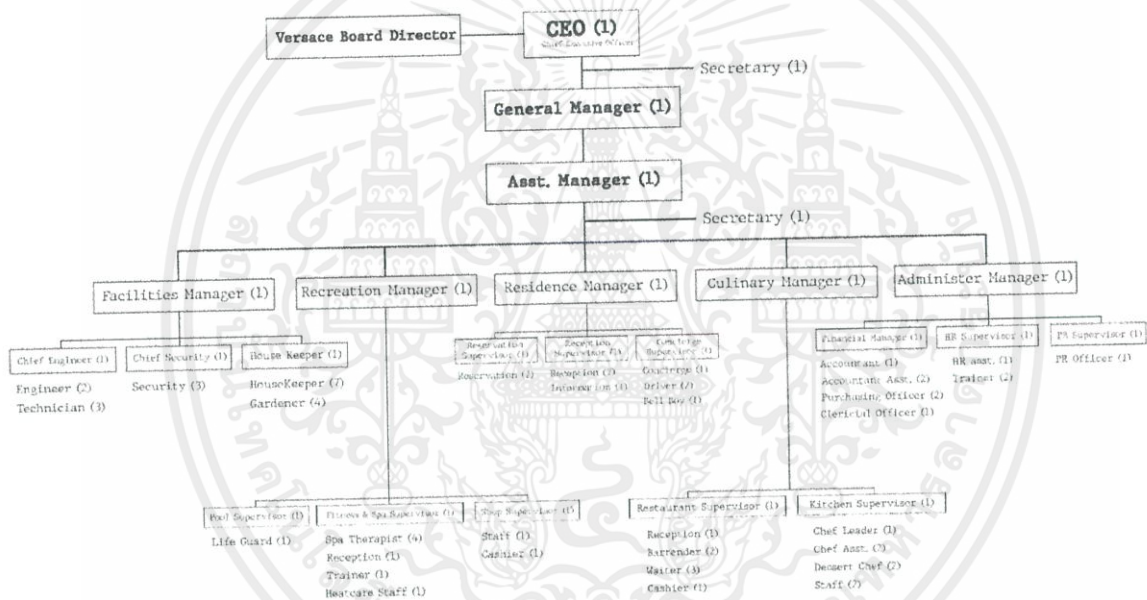 Versace Board Director
CEO (1)
Chief Executive Officer
Secretary (1)
General Manager (1)
Asst. Manager (1)
Secretary (1)
Facilities Manager (1)
Recreation Manager (1)
Residence Manager (1)
Culinary Manager (1)
Administer Manager (1)
Chief Engineer (1)
Engineer (2)
Technician (3)
Chief Security (1)
Security (3)
House Keeper (1)
HouseKeeper (7)
Gardener (4)
Reservation
Supervisor (1)
Reservation (2)
Reception
Supervisor
Reception (2)
Concierge
Supervisor (1)
Concierge (1)
Driver (2)
Bell Boy (1)
Financial Manager (1)
Accountant (1)
Accountant Asst. (2)
Purchasing Officer (2)
Clericial Officer (1)
HR Supervisor (1)
HR asst. (1)
Trainer (2)
PR Supervisor (1)
PR Officer (1)
Pool Supervisor (1)
Life Guard (1)
Fitness & Spa Supervisor (1)
Spa Therapist (4)
Reception (1)
Trainer (1)
Heatcare Staff (1)
Shop Supervisor (1)
Staff (1)
Cashier (1)
Restaurant Supervisor (1)
Reception (1)
Barrender (2)
Waiter (3)
Cashier (1)
Kitchen Supervisor (1)
Chef Leader (1)
Chef Asst.
Dessert Chef (2)
Staff